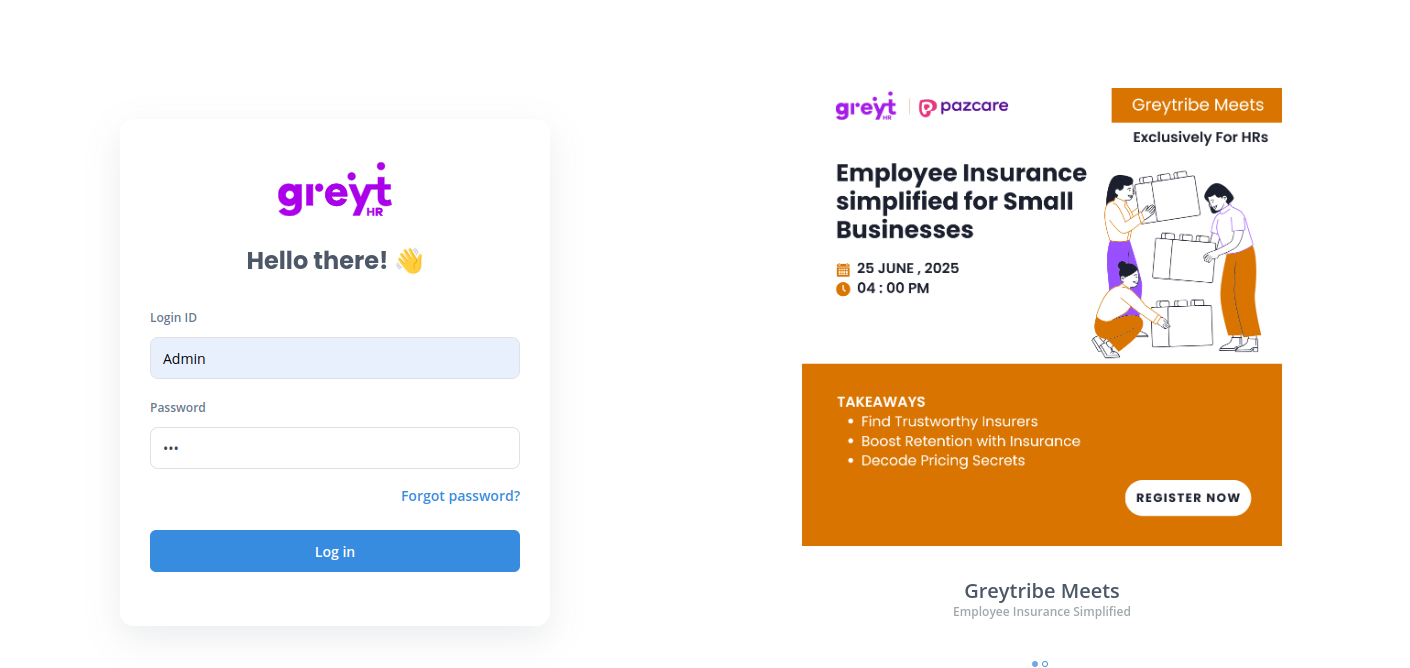 greyt
HR
Hello there! 👋
Login ID
Admin
Password
•••
Forgot password?
Log in
greyt
HR
pazcare
Greytribe Meets
Exclusively For HRs
Employee Insurance
simplified for Small
Businesses
25 JUNE , 2025
04 : 00 PM
TAKEAWAYS
• Find Trustworthy Insurers
• Boost Retention with Insurance
• Decode Pricing Secrets
REGISTER NOW
Greytribe Meets
Employee Insurance Simplified